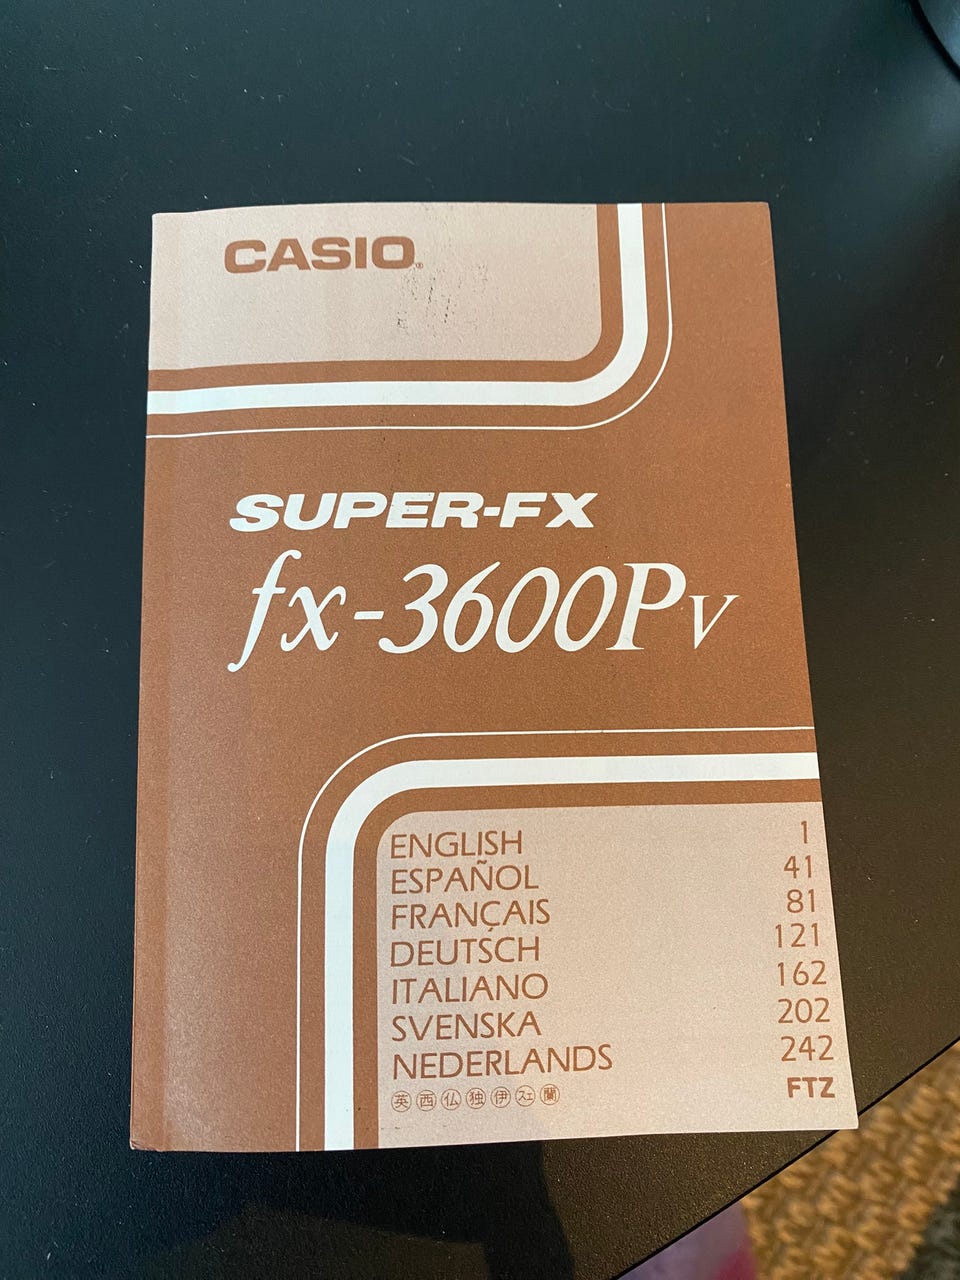 CASIO®
SUPER-FX
fx-3600Pv
ENGLISH 1
ESPAÑOL 41
FRANÇAIS 81
DEUTSCH 121
ITALIANO 162
SVENSKA 202
NEDERLANDS 242
英 西 仏 独 伊 スエ 蘭 FTZ